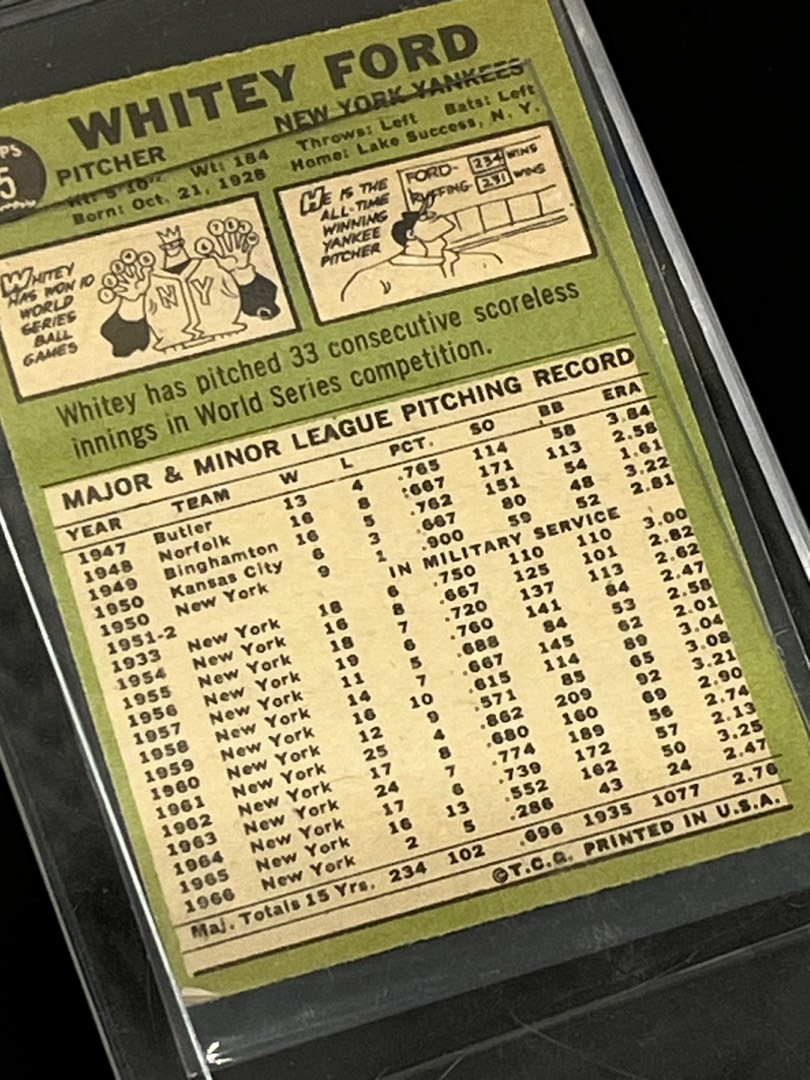 WHITEY FORD
PS
5
PITCHER NEW YORK YANKEES
Ht: 5'10" Wt: 184 Throws: Left Bats: Left
Born: Oct. 21, 1928 Home: Lake Success, N. Y.
WHITEY
HAS WON 10
WORLD
SERIES
BALL
GAMES
N Y
HE IS THE
ALL-TIME
WINNING
YANKEE
PITCHER
FORD- 234 WINS
RUFFING- 231 WINS
Whitey has pitched 33 consecutive scoreless
innings in World Series competition.
MAJOR & MINOR LEAGUE PITCHING RECORD
YEAR TEAM W L PCT. SO BB ERA
1947 Butler 13 4 .765 114 58 3.84
1948 Norfolk 16 8 .667 171 113 2.58
1949 Binghamton 16 5 .762 151 54 1.61
1950 Kansas City 6 3 .667 80 48 3.22
1950 New York 9 1 .900 59 52 2.81
1951-2 IN MILITARY SERVICE
1933 New York 18 6 .750 110 110 3.00
1954 New York 16 8 .667 125 101 2.82
1955 New York 18 7 .720 137 113 2.62
1956 New York 19 6 .760 141 84 2.47
1957 New York 11 5 .688 84 53 2.58
1958 New York 14 7 .667 145 62 2.01
1959 New York 16 10 .615 114 89 3.04
1960 New York 12 9 .571 85 65 3.08
1961 New York 25 4 .862 209 92 3.21
1962 New York 17 8 .680 160 69 2.90
1963 New York 24 7 .774 189 56 2.74
1964 New York 17 6 .739 172 57 2.13
1965 New York 16 13 .552 162 50 3.25
1966 New York 2 5 .286 43 24 2.47
Maj. Totals 15 Yrs. 234 102 .696 1935 1077 2.76
©T.C.G. PRINTED IN U.S.A.